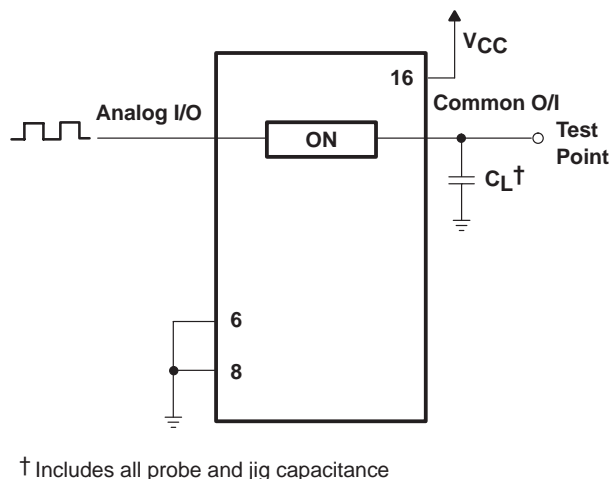 VCC
16
Analog I/O
Common O/I
ON
Test
Point
CL†
6
8
† Includes all probe and jig capacitance